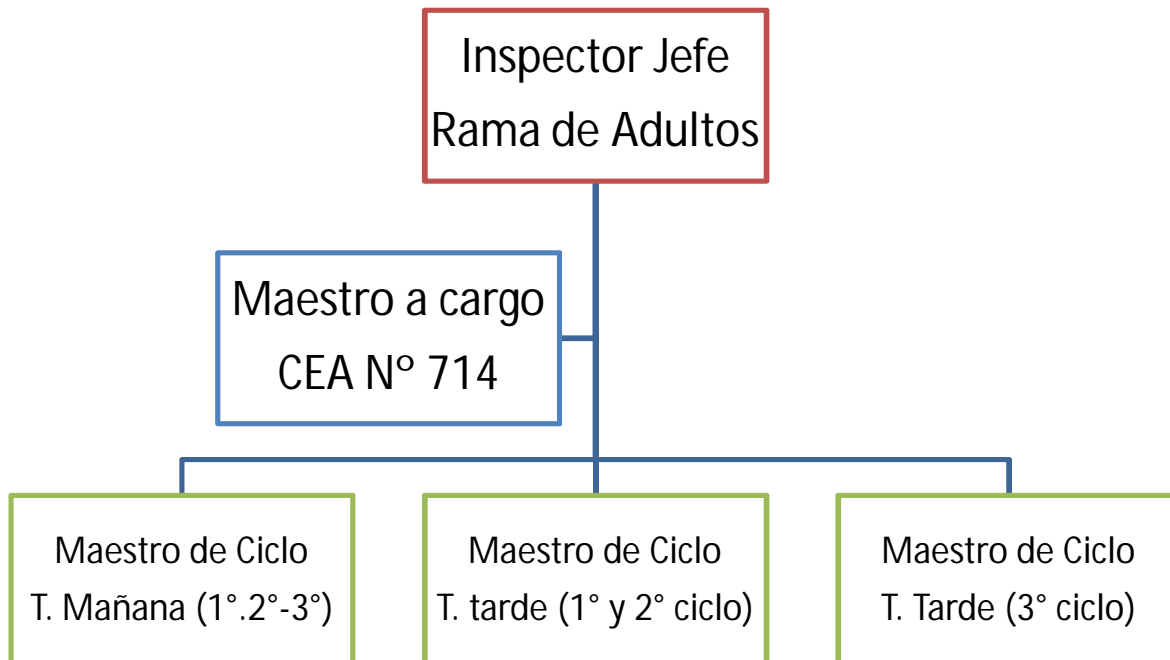 Inspector Jefe
Rama de Adultos
Maestro a cargo
CEA Nº 714
Maestro de Ciclo
T. Mañana (1°.2°-3°)
Maestro de Ciclo
T. tarde (1° y 2° ciclo)
Maestro de Ciclo
T. Tarde (3° ciclo)